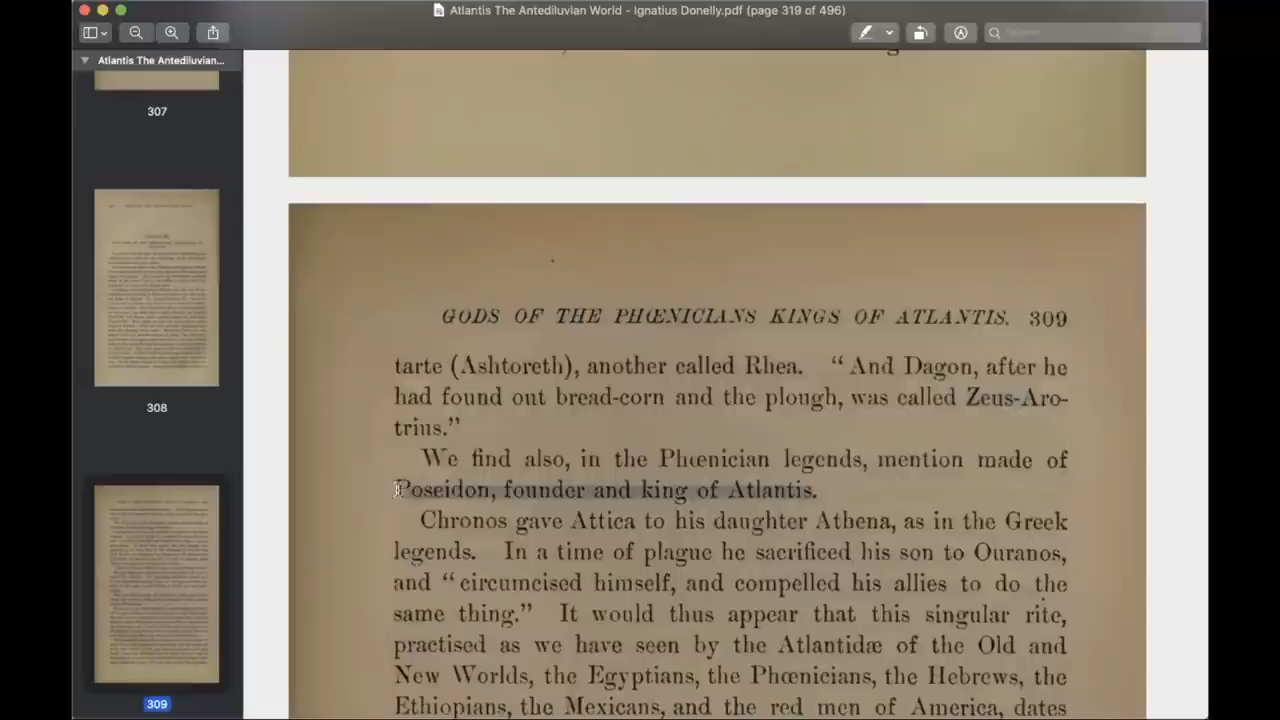 Atlantis The Antediluvian World - Ignatius Donelly.pdf (page 319 of 496)
Search
Atlantis The Antediluvian...
307
308
309
GODS OF THE PHŒNICIANS KINGS OF ATLANTIS. 309
tarte (Ashtoreth), another called Rhea. “And Dagon, after he
had found out bread-corn and the plough, was called Zeus-Aro-
trius.”
We find also, in the Phœnician legends, mention made of
Poseidon, founder and king of Atlantis.
Chronos gave Attica to his daughter Athena, as in the Greek
legends. In a time of plague he sacrificed his son to Ouranos,
and “circumcised himself, and compelled his allies to do the
same thing.” It would thus appear that this singular rite,
practised as we have seen by the Atlantidæ of the Old and
New Worlds, the Egyptians, the Phœnicians, the Hebrews, the
Ethiopians, the Mexicans, and the red men of America, dates